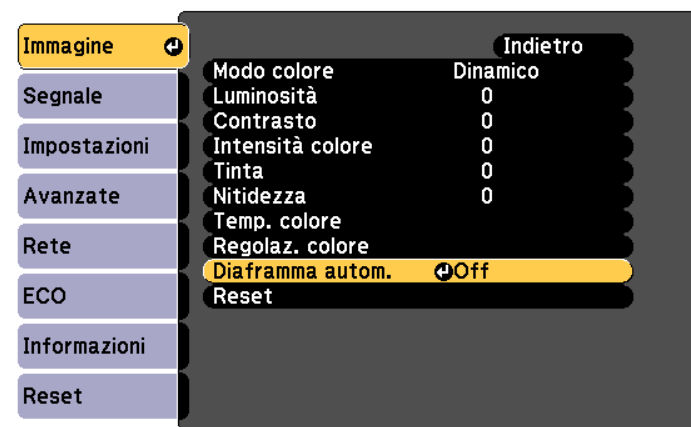 Immagine
Segnale
Impostazioni
Avanzate
Rete
ECO
Informazioni
Reset
Indietro
Modo colore Dinamico
Luminosità 0
Contrasto 0
Intensità colore 0
Tinta 0
Nitidezza 0
Temp. colore
Regolaz. colore
Diaframma autom. Off
Reset